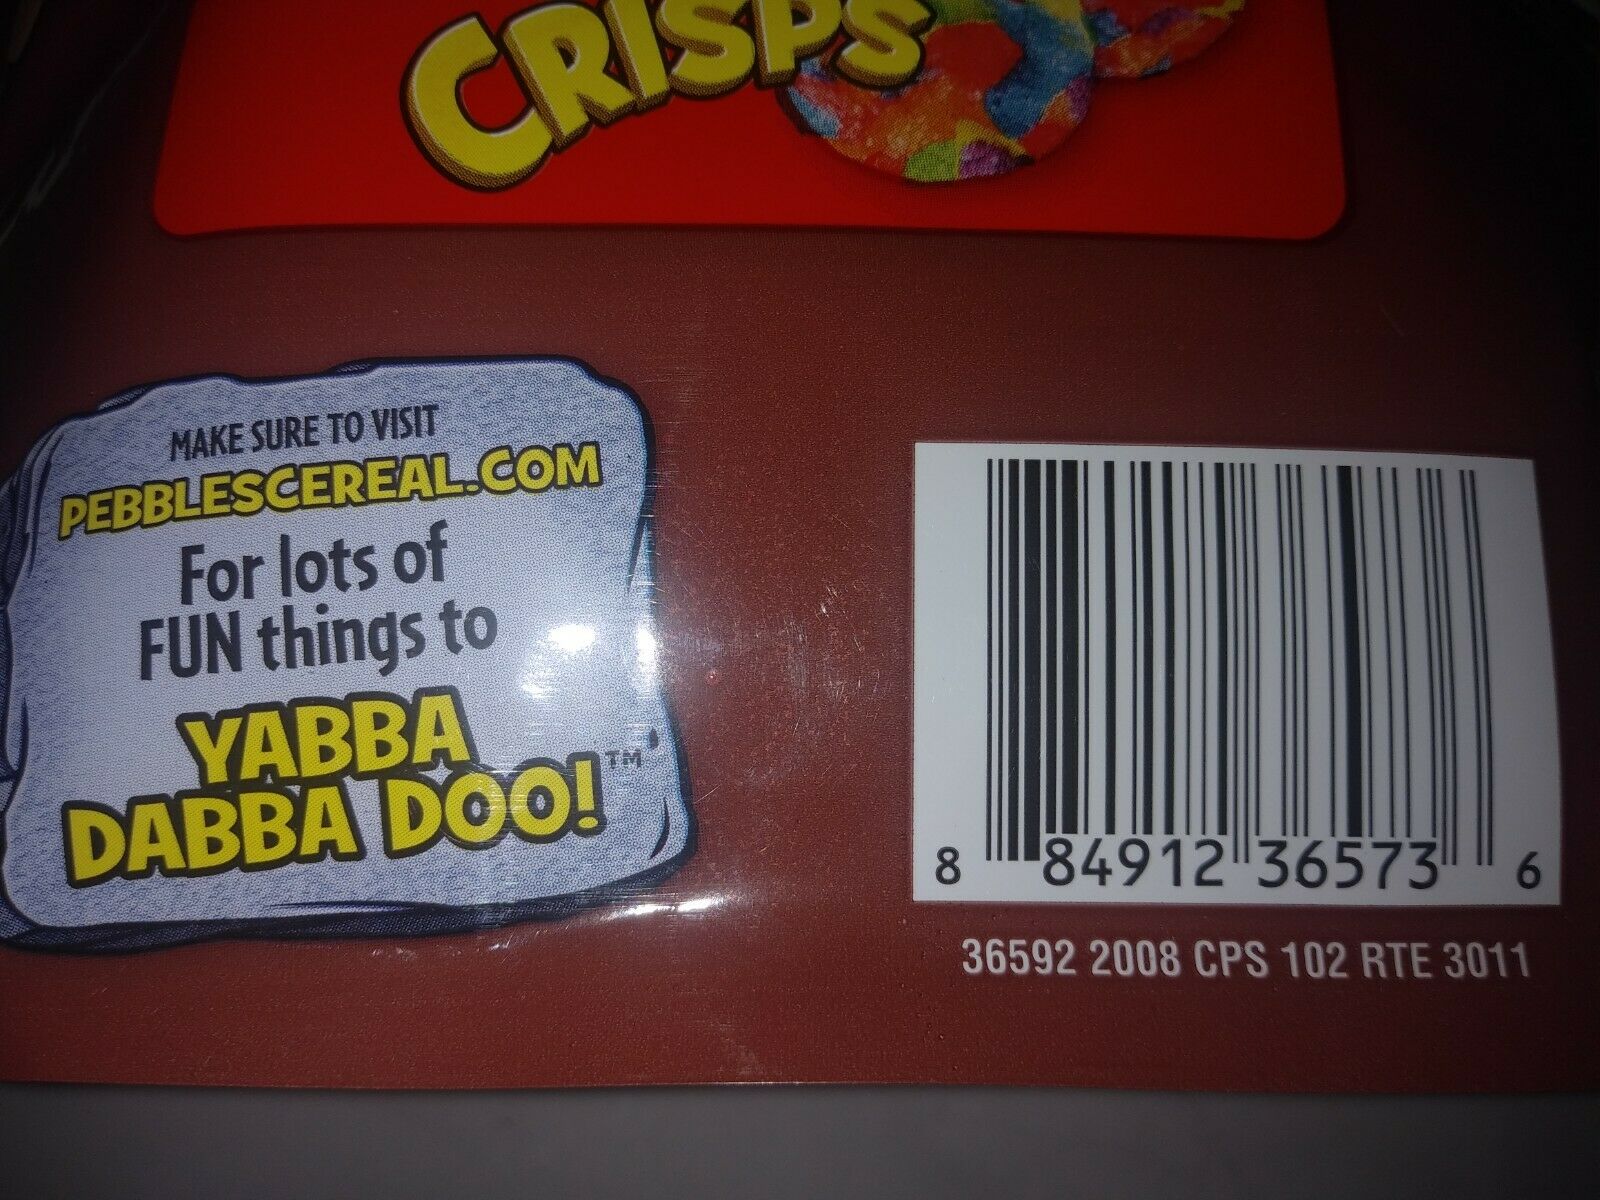 CRISPS
MAKE SURE TO VISIT
PEBBLESCEREAL.COM
For lots of
FUN things to
YABBA
DABBA DOO!™
8 84912 36573 6
36592 2008 CPS 102 RTE 3011